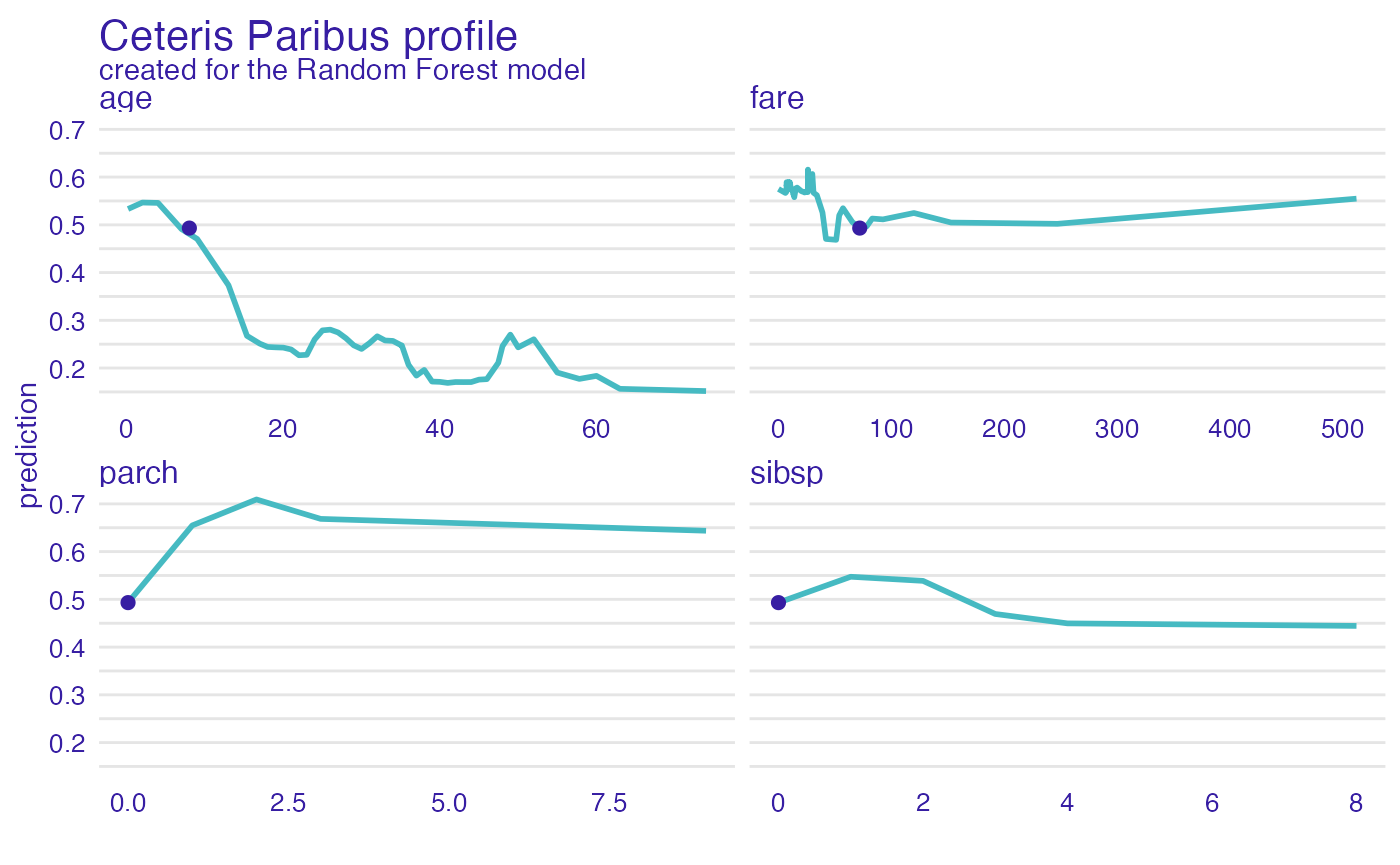 Ceteris Paribus profile
created for the Random Forest model
age
fare
0.7
0.6
0.5
0.4
0.3
0.2
0 20 40 60
0 100 200 300 400 500
prediction
parch
sibsp
0.7
0.6
0.5
0.4
0.3
0.2
0.0 2.5 5.0 7.5
0 2 4 6 8